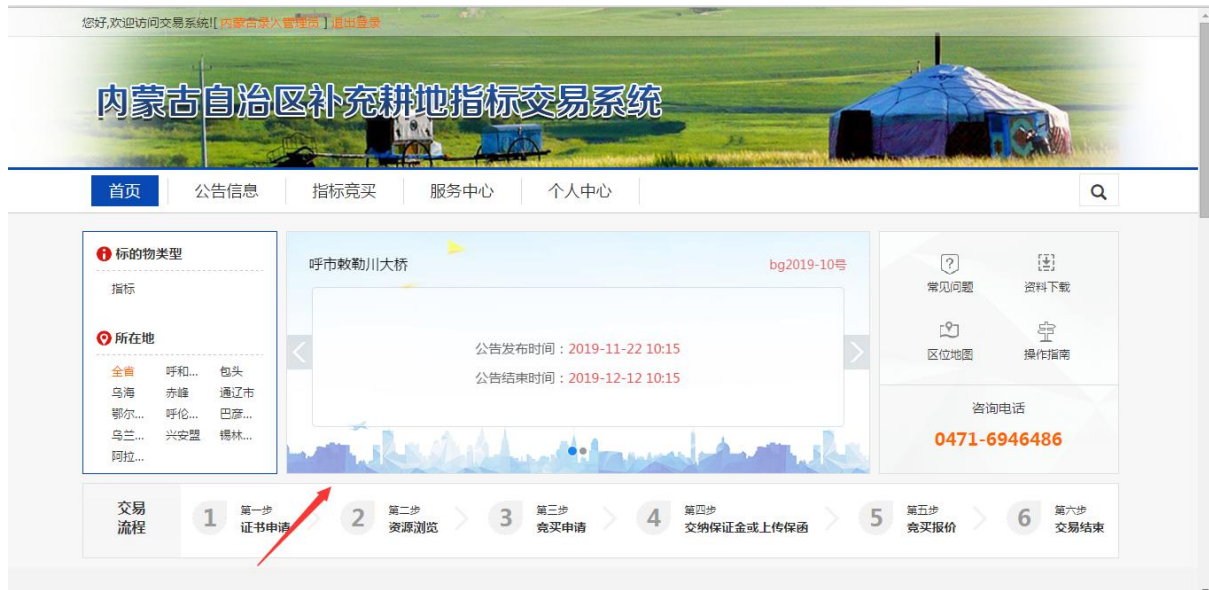 您好,欢迎访问交易系统![ 内蒙古录入管理员 ] 退出登录
内蒙古自治区补充耕地指标交易系统
首页 公告信息 指标竞买 服务中心 个人中心
标的物类型
指标
所在地
全省 呼和... 包头
乌海 赤峰 通辽市
鄂尔... 呼伦... 巴彦...
乌兰... 兴安盟 锡林...
阿拉...
呼市敕勒川大桥 bg2019-10号
公告发布时间：2019-11-22 10:15
公告结束时间：2019-12-12 10:15
常见问题 资料下载
区位地图 操作指南
咨询电话
0471-6946486
交易
流程
1 第一步
证书申请
2 第二步
资源浏览
3 第三步
竞买申请
4 第四步
交纳保证金或上传保函
5 第五步
竞买报价
6 第六步
交易结束